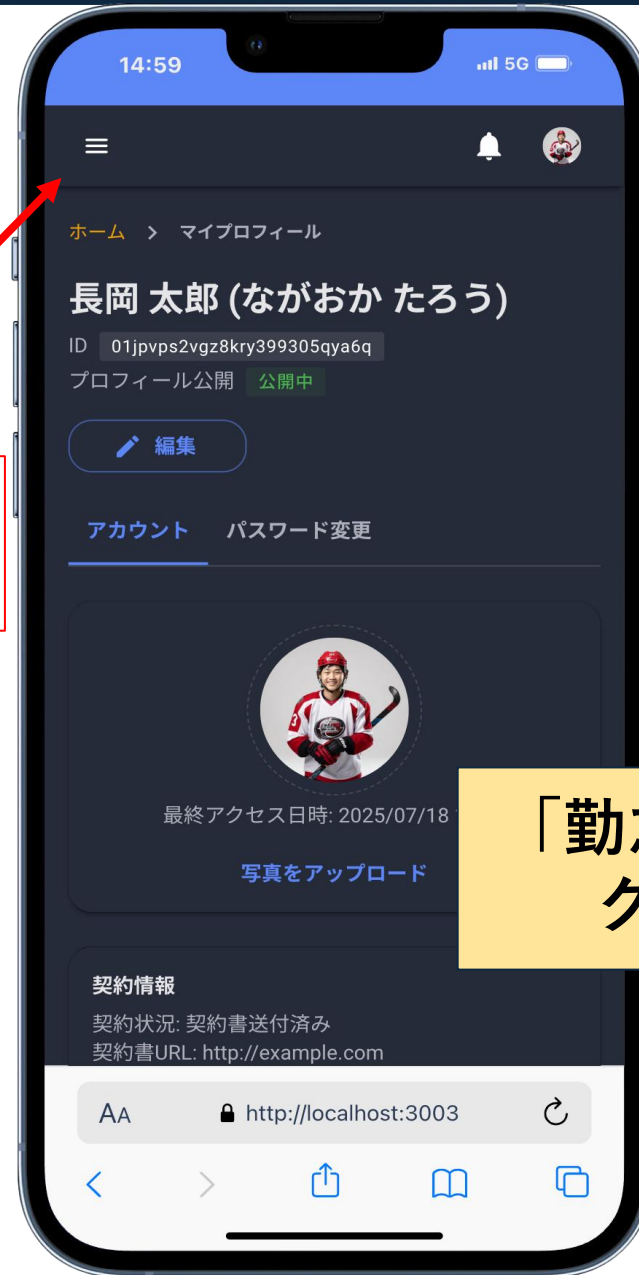 14:59
5G
ホーム > マイプロフィール
長岡 太郎 (ながおか たろう)
ID 01jpvps2vgz8kry399305qya6q
プロフィール公開 公開中
編集
アカウント パスワード変更
最終アクセス日時: 2025/07/18
写真をアップロード
「勤
ク
契約情報
契約状況: 契約書送付済み
契約書URL: http://example.com
AA http://localhost:3003